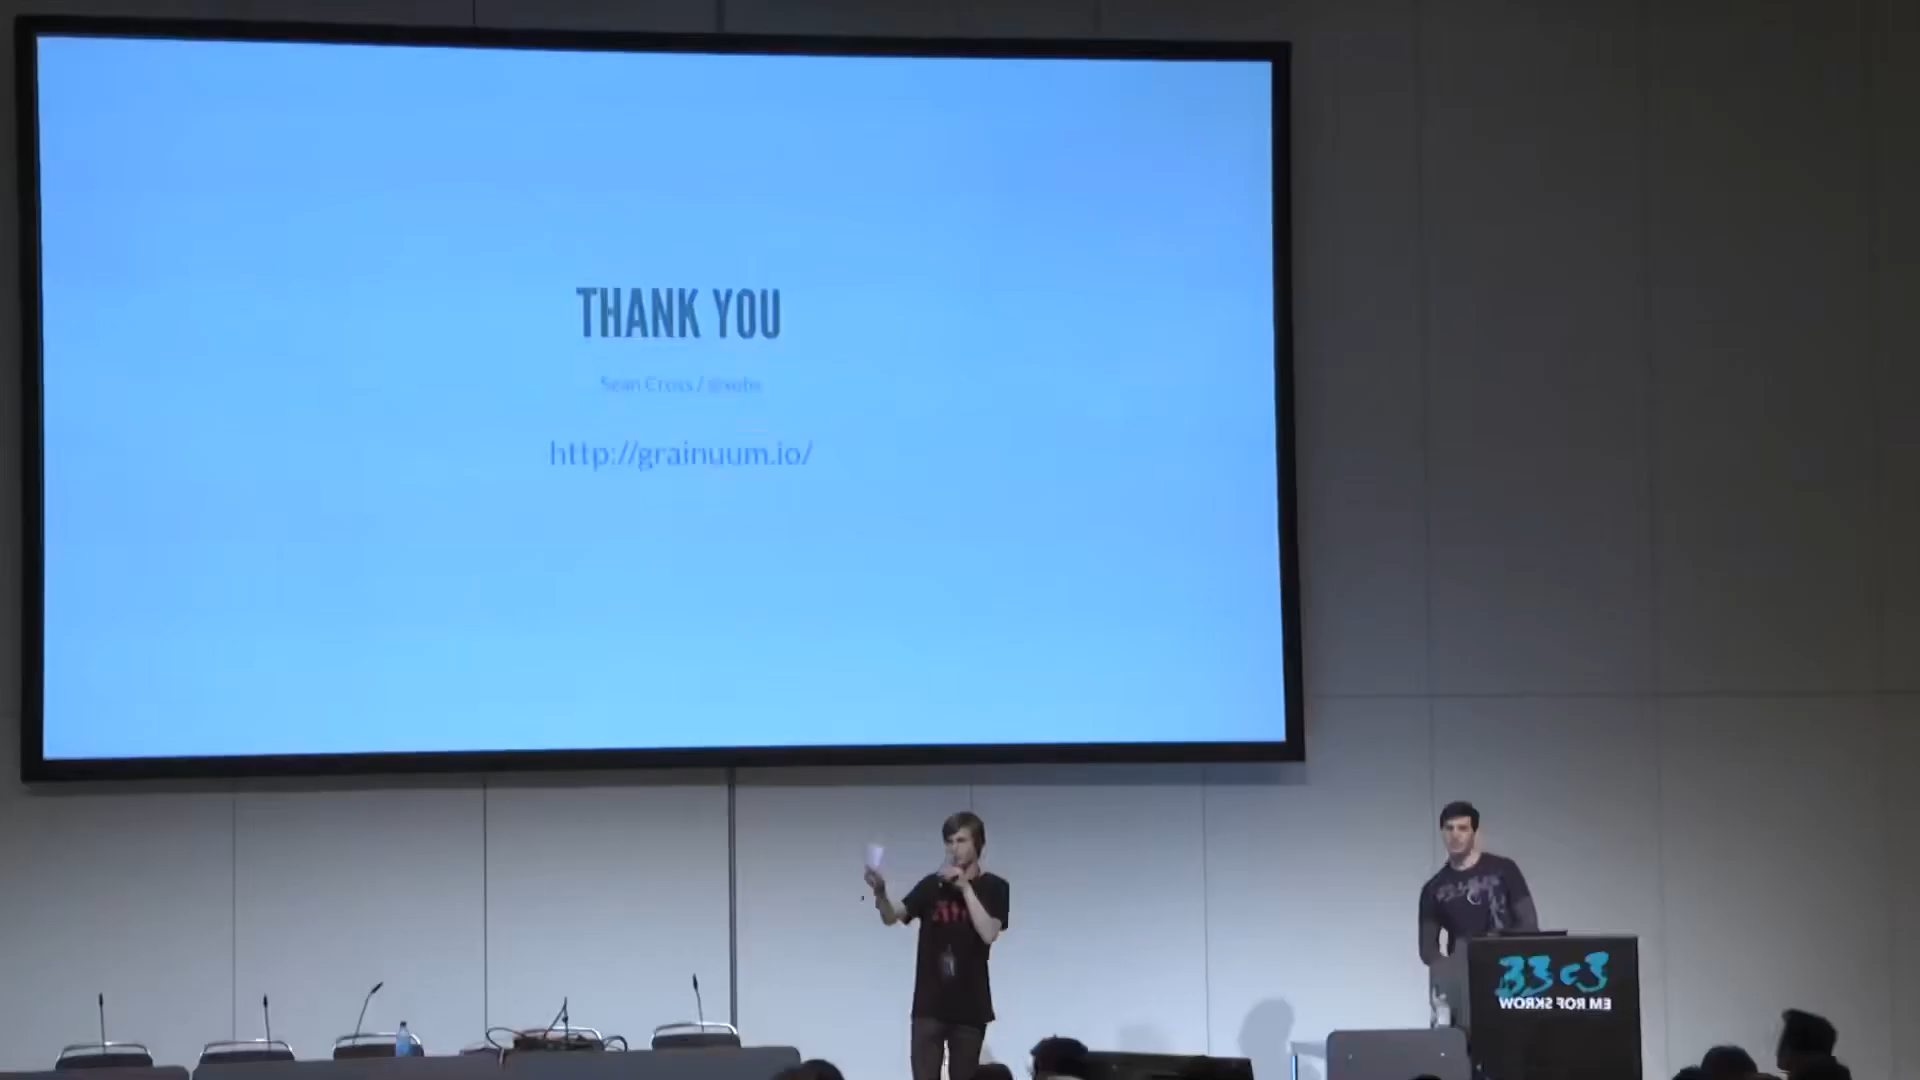 THANK YOU
Sean Cross / @xobs
http://grainuum.io/
33c3
WORKS FOR ME